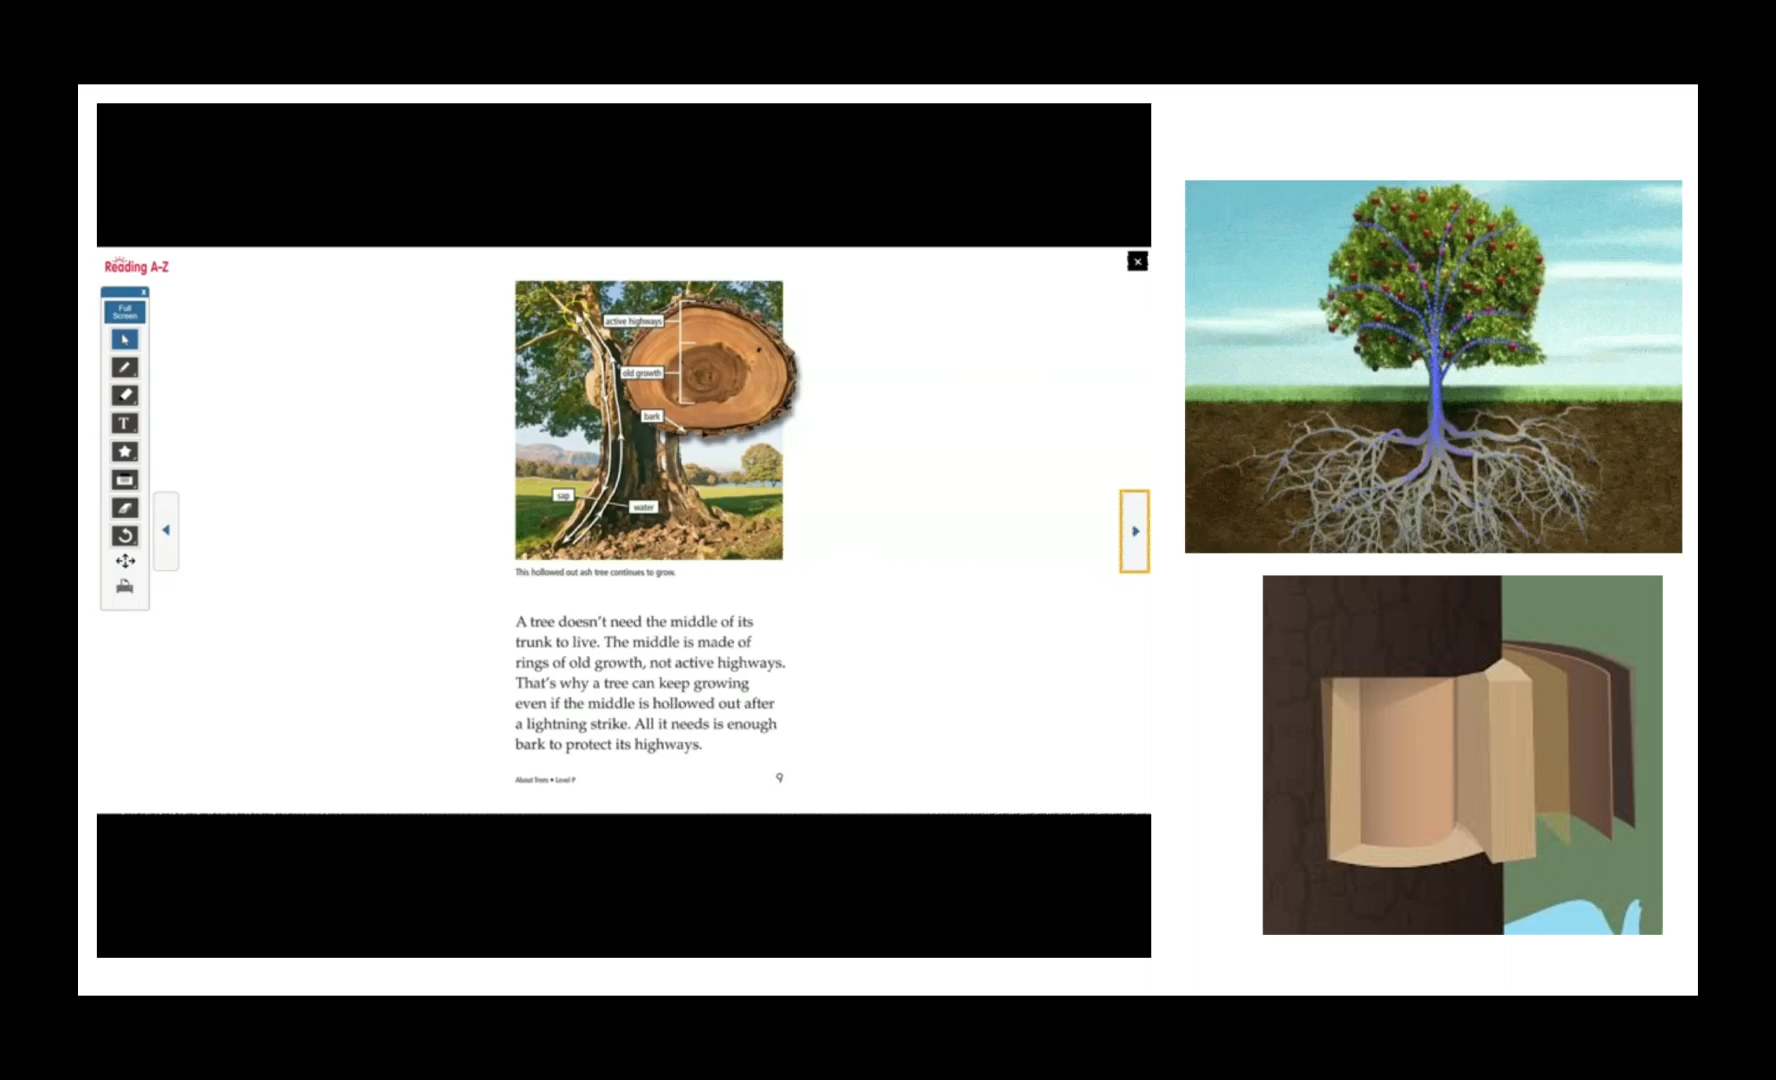 Reading A-Z
x
Full
Screen
T
x
active highways
old growth
bark
sap
water
This hollowed out ash tree continues to grow.
A tree doesn't need the middle of its
trunk to live. The middle is made of
rings of old growth, not active highways.
That's why a tree can keep growing
even if the middle is hollowed out after
a lightning strike. All it needs is enough
bark to protect its highways.
About Trees • Level P
9